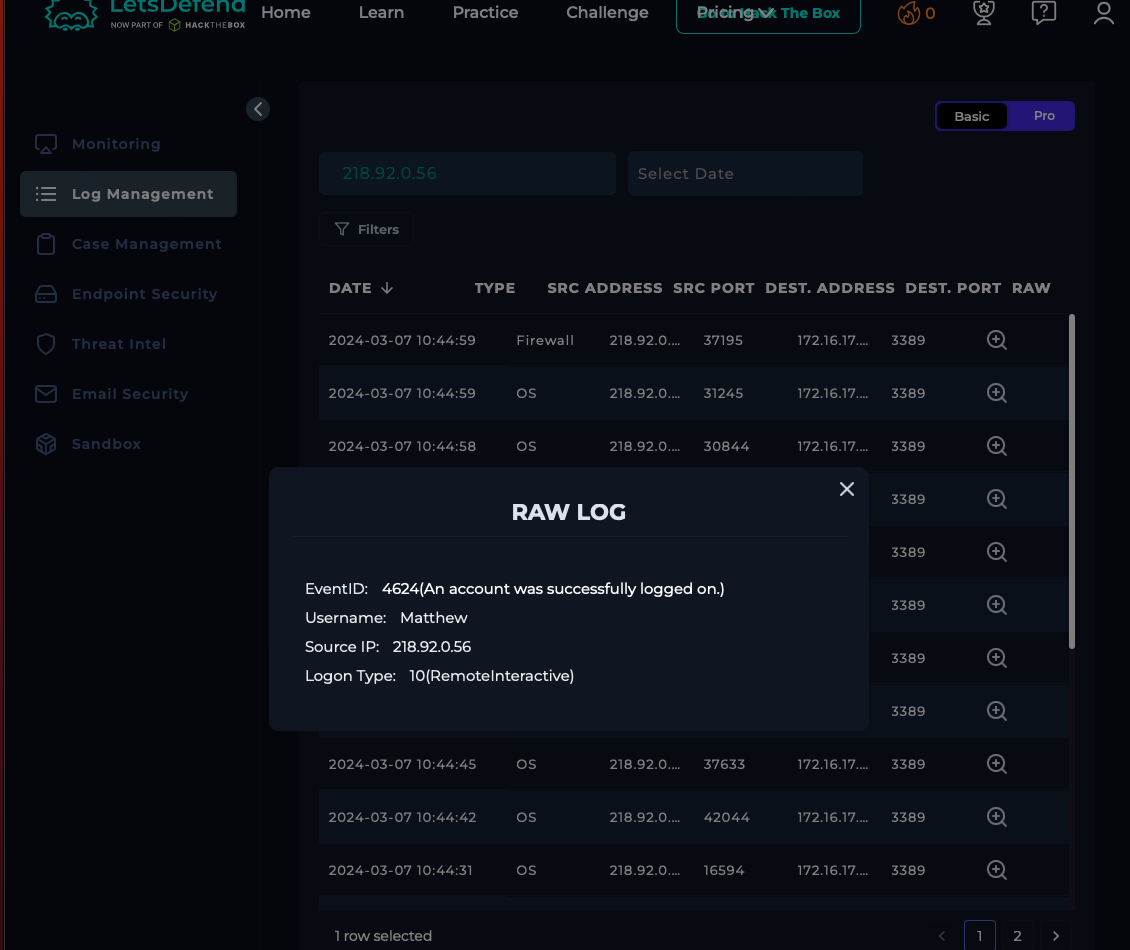 LetsDefend
NOW PART OF HACKTHEBOX
Home Learn Practice Challenge Pricing Hack The Box 0
Basic Pro
Monitoring
Log Management
Case Management
Endpoint Security
Threat Intel
Email Security
Sandbox
218.92.0.56 Select Date
Filters
DATE TYPE SRC ADDRESS SRC PORT DEST. ADDRESS DEST. PORT RAW
2024-03-07 10:44:59 Firewall 218.92.0.... 37195 172.16.17.... 3389
2024-03-07 10:44:59 OS 218.92.0.... 31245 172.16.17.... 3389
2024-03-07 10:44:58 OS 218.92.0.... 30844 172.16.17.... 3389
3389
3389
3389
3389
3389
RAW LOG
EventID: 4624(An account was successfully logged on.)
Username: Matthew
Source IP: 218.92.0.56
Logon Type: 10(RemoteInteractive)
2024-03-07 10:44:45 OS 218.92.0.... 37633 172.16.17.... 3389
2024-03-07 10:44:42 OS 218.92.0.... 42044 172.16.17.... 3389
2024-03-07 10:44:31 OS 218.92.0.... 16594 172.16.17.... 3389
1 row selected
1 2